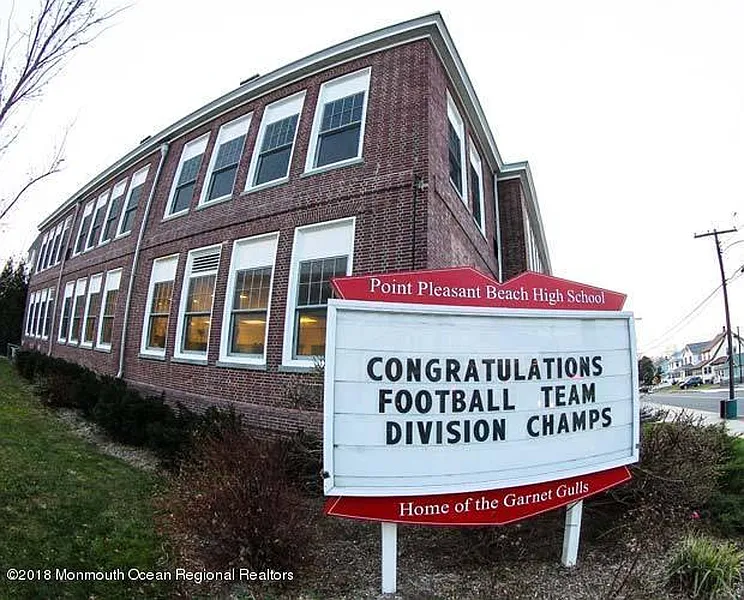 Point Pleasant Beach High School
CONGRATULATIONS
FOOTBALL TEAM
DIVISION CHAMPS
Home of the Garnet Gulls
©2018 Monmouth Ocean Regional Realtors